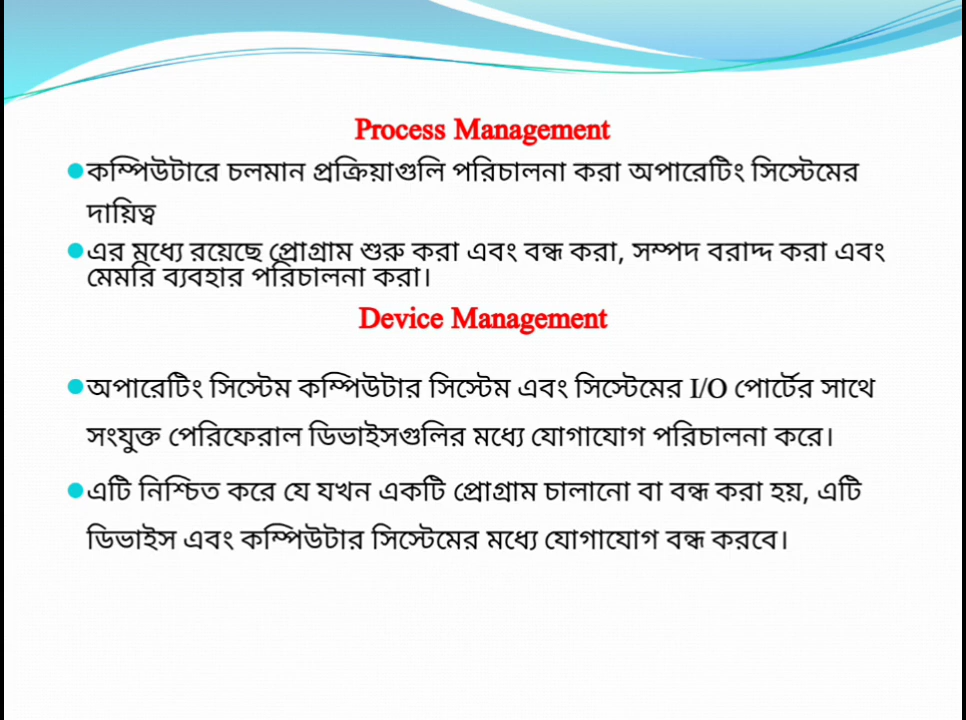 Process Management
কম্পিউটারে চলমান প্রক্রিয়াগুলি পরিচালনা করা অপারেটিং সিস্টেমের
দায়িত্ব
এর মধ্যে রয়েছে প্রোগ্রাম শুরু করা এবং বন্ধ করা, সম্পদ বরাদ্দ করা এবং
মেমরি ব্যবহার পরিচালনা করা।
Device Management
অপারেটিং সিস্টেম কম্পিউটার সিস্টেম এবং সিস্টেমের I/O পোর্টের সাথে
সংযুক্ত পেরিফেরাল ডিভাইসগুলির মধ্যে যোগাযোগ পরিচালনা করে।
এটি নিশ্চিত করে যে যখন একটি প্রোগ্রাম চালানো বা বন্ধ করা হয়, এটি
ডিভাইস এবং কম্পিউটার সিস্টেমের মধ্যে যোগাযোগ বন্ধ করবে।